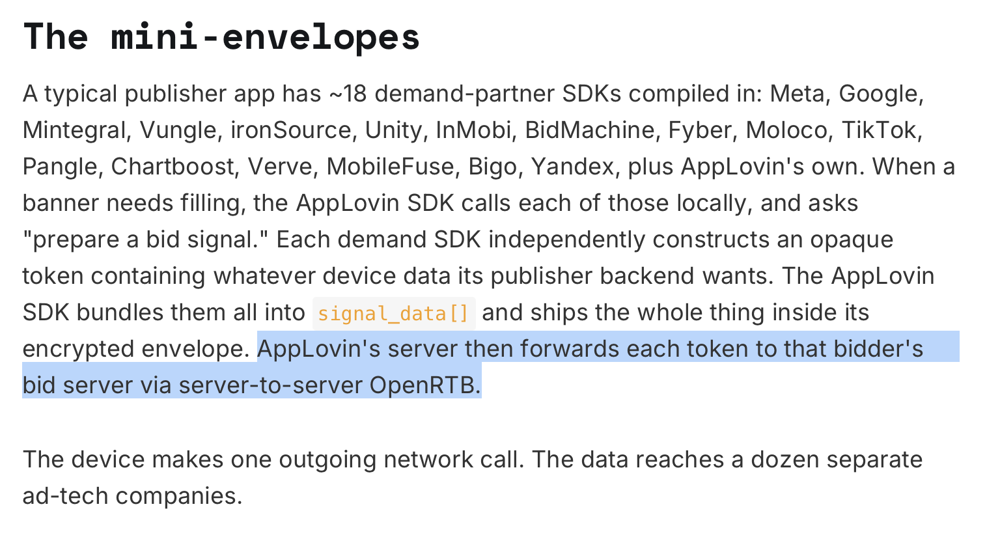 The mini-envelopes
A typical publisher app has ~18 demand-partner SDKs compiled in: Meta, Google,
Mintegral, Vungle, ironSource, Unity, InMobi, BidMachine, Fyber, Moloco, TikTok,
Pangle, Chartboost, Verve, MobileFuse, Bigo, Yandex, plus AppLovin's own. When a
banner needs filling, the AppLovin SDK calls each of those locally, and asks
"prepare a bid signal." Each demand SDK independently constructs an opaque
token containing whatever device data its publisher backend wants. The AppLovin
SDK bundles them all into signal_data[] and ships the whole thing inside its
encrypted envelope. AppLovin's server then forwards each token to that bidder's
bid server via server-to-server OpenRTB.
The device makes one outgoing network call. The data reaches a dozen separate
ad-tech companies.